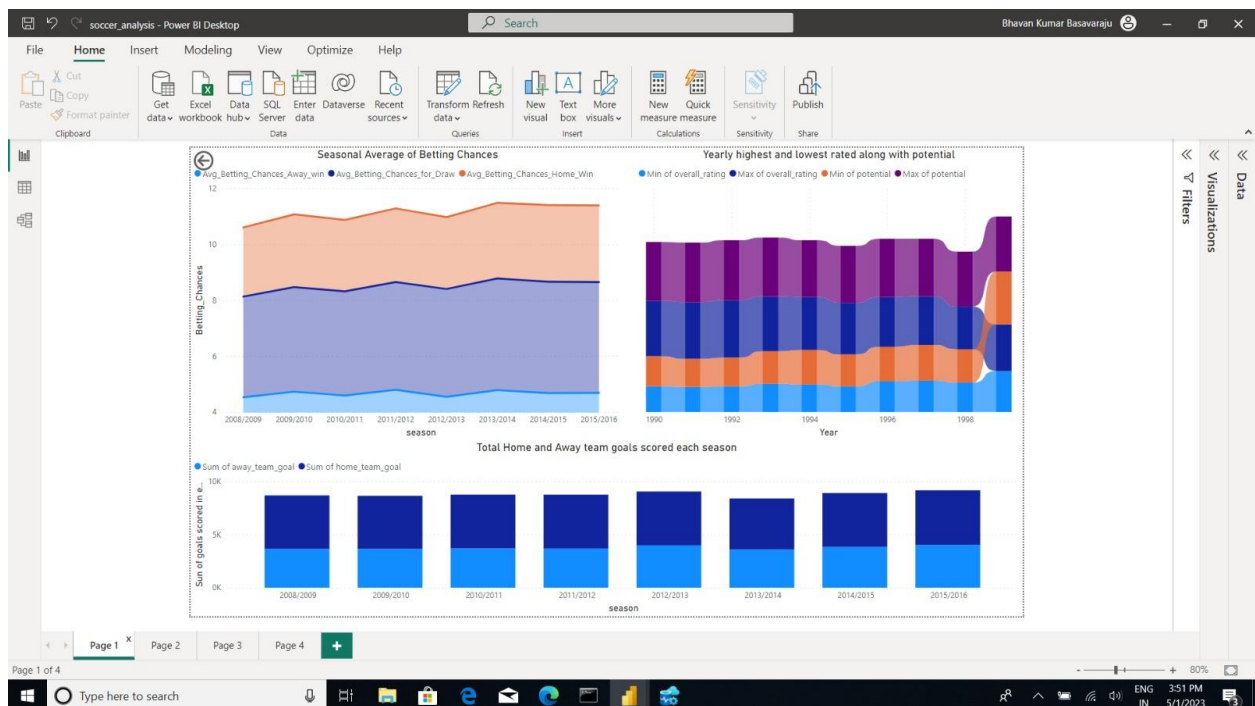 soccer_analysis - Power BI Desktop
Search
Bhavan Kumar Basavaraju
File Home Insert Modeling View Optimize Help
Paste
Cut
Copy
Format painter
Get data
Excel workbook
Data hub
SQL Server
Enter data
Dataverse
Recent sources
Transform data
Refresh
New visual
Text box
More visuals
New measure
Quick measure
Sensitivity
Publish
Clipboard Data Queries Insert Calculations Sensitivity Share
Seasonal Average of Betting Chances
Avg_Betting_Chances_Away_win Avg_Betting_Chances_for_Draw Avg_Betting_Chances_Home_Win
12
10
8
6
4
Betting_Chances
2008/2009 2009/2010 2010/2011 2011/2012 2012/2013 2013/2014 2014/2015 2015/2016
season
Yearly highest and lowest rated along with potential
Min of overall_rating Max of overall_rating Min of potential Max of potential
1990 1992 1994 1996 1998
Year
Total Home and Away team goals scored each season
Sum of away_team_goal Sum of home_team_goal
10K
5K
0K
Sum of goals scored in e...
2008/2009 2009/2010 2010/2011 2011/2012 2012/2013 2013/2014 2014/2015 2015/2016
season
Filters
Visualizations
Data
Page 1 x Page 2 Page 3 Page 4 +
Page 1 of 4
- + 80%
Type here to search
ENG
IN
3:51 PM
5/1/2023
3